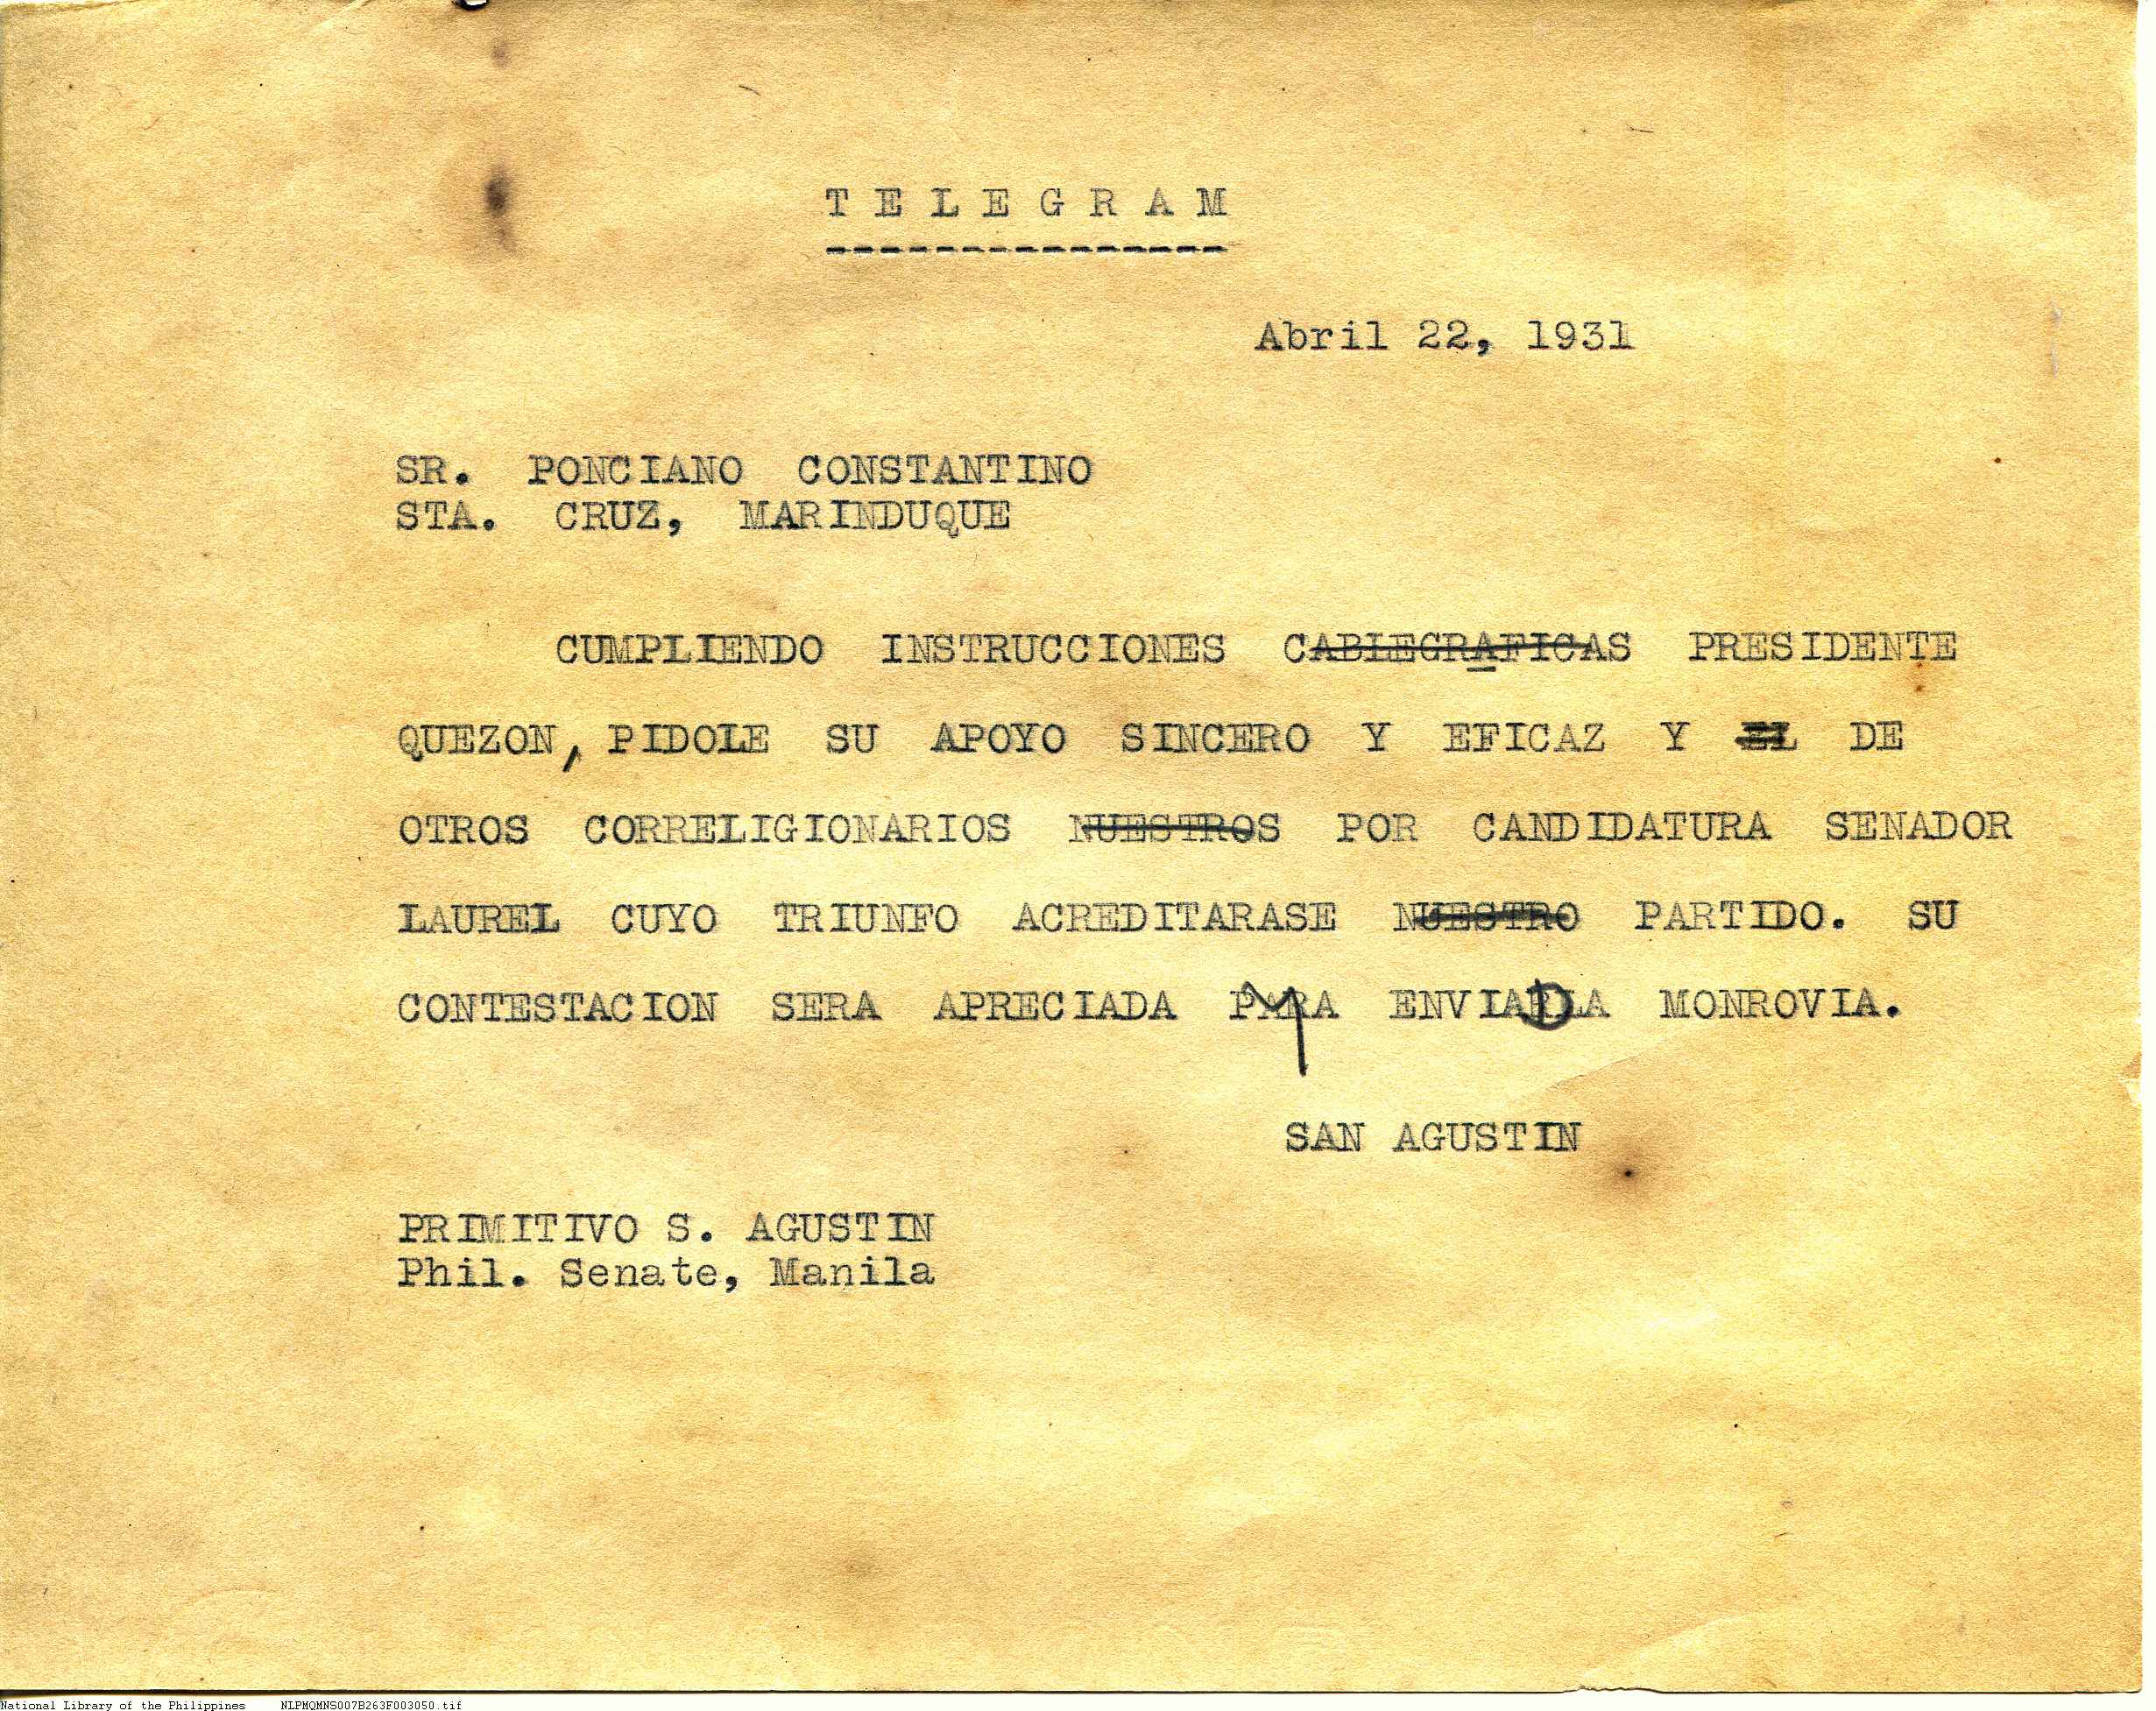 T E L E G R A M
---------------
Abril 22, 1931
SR. PONCIANO CONSTANTINO
STA. CRUZ, MARINDUQUE
CUMPLIENDO INSTRUCCIONES CABLEGRAFICAS PRESIDENTE
QUEZON, PIDOLE SU APOYO SINCERO Y EFICAZ Y EL DE
OTROS CORRELIGIONARIOS NUESTROS POR CANDIDATURA SENADOR
LAUREL CUYO TRIUNFO ACREDITARASE NUESTRO PARTIDO. SU
CONTESTACION SERA APRECIADA Y PARA ENVIADA MONROVIA.
SAN AGUSTIN
PRIMITIVO S. AGUSTIN
Phil. Senate, Manila
National Library of the Philippines NLPMQMNS007B263F003050.tif